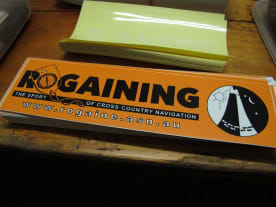 ROGAINING
THE SPORT OF CROSS-COUNTRY NAVIGATION
www.rogaine.asn.au